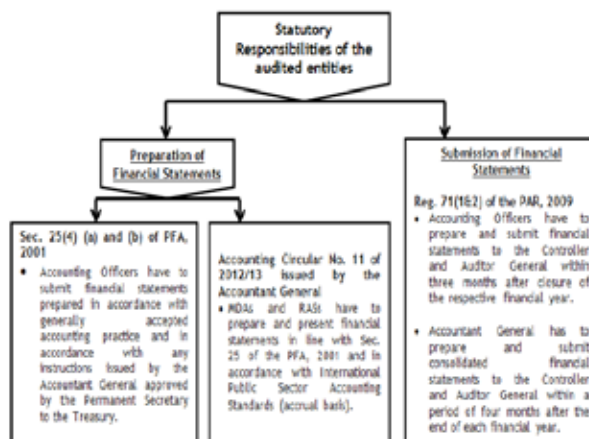 Statutory
Responsibilities of the
audited entities
Preparation of
Financial Statements
Sec. 25(4) (a) and (b) of PFA,
2001
• Accounting Officers have to
submit financial statements
prepared in accordance with
generally accepted
accounting practice and in
accordance with any
instructions issued by the
Accountant General approved
by the Permanent Secretary
to the Treasury.
Accounting Circular No. 11 of
2012/13 issued by the
Accountant General
• MDAs and RASs have to
prepare and present financial
statements in line with Sec.
25 of the PFA, 2001 and in
accordance with International
Public Sector Accounting
Standards (accrual basis).
Submission of Financial
Statements
Reg. 71(1&2) of the PAR, 2009
• Accounting Officers have to
prepare and submit financial
statements to the Controller
and Auditor General within
three months after closure of
the respective financial year.
• Accountant General has to
prepare and submit
consolidated financial
statements to the Controller
and Auditor General within a
period of four months after the
end of each financial year.